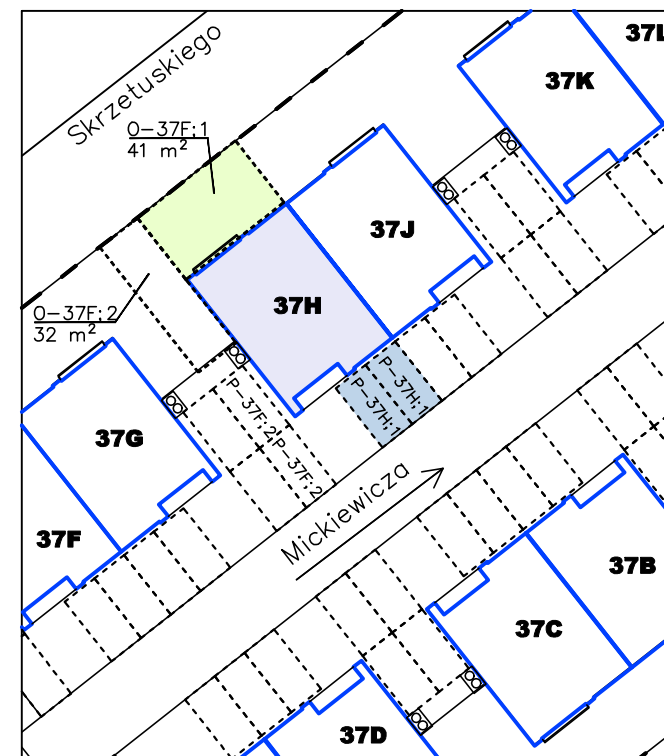 Skrzetuskiego
37L
37K
O-37F;1
41 m²
37J
37H
O-37F;2
32 m²
P-37H;1
P-37H;1
P-37F;2
P-37F;2
37G
37F
Mickiewicza
37B
37C
37D